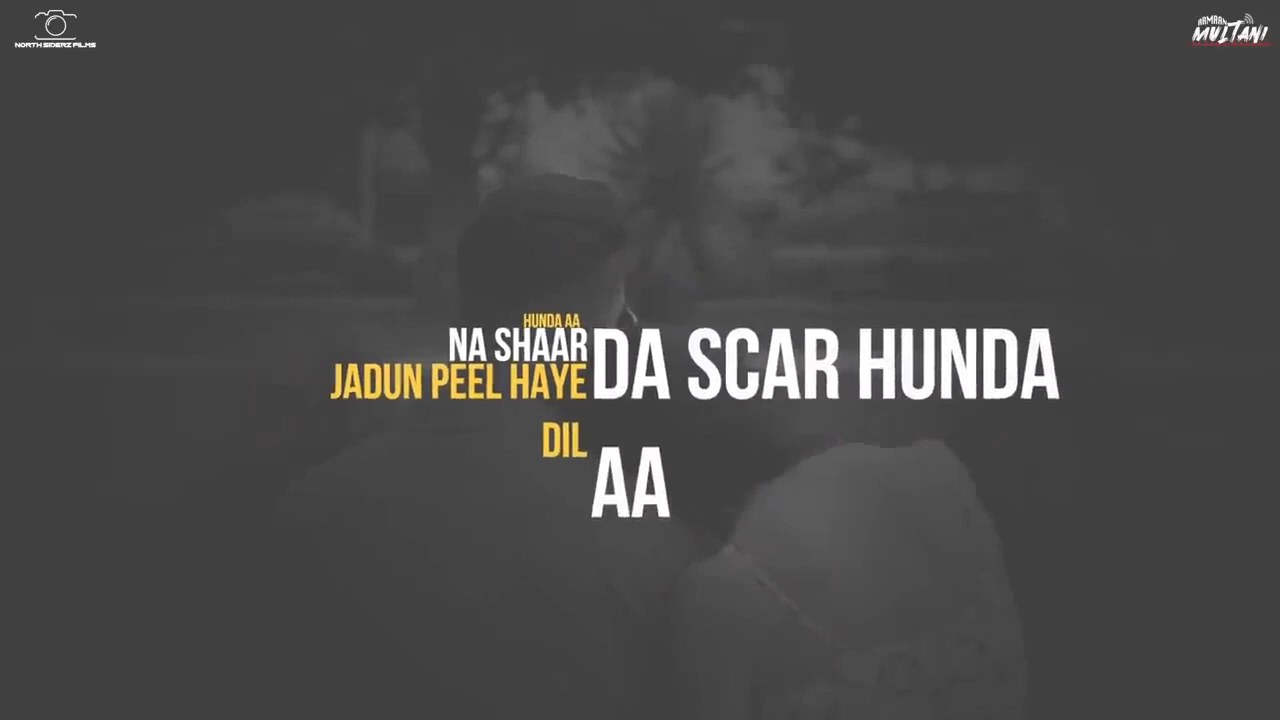 NORTH SIDERZ FILMS
ARMAAN
MULTANI
HUNDA AA
NA SHAAR
JADUN PEEL HAYE
DIL
DA SCAR HUNDA
AA